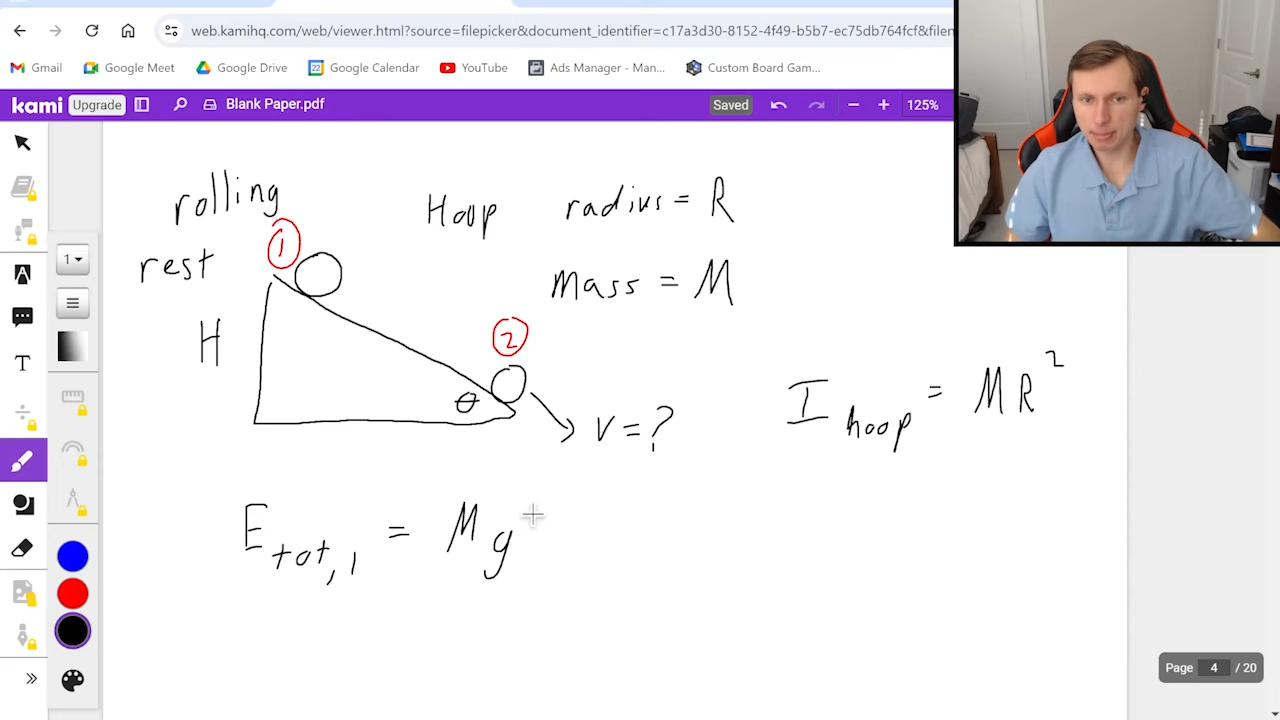 web.kamihq.com/web/viewer.html?source=filepicker&document_identifier=c17a3d30-8152-4f49-b5b7-ec75db764fcf&filen
Gmail Google Meet Google Drive 22 Google Calendar YouTube Ads Manager - Man... Custom Board Gam...
kami Upgrade Blank Paper.pdf Saved 125%
rolling
Hoop radius = R
1
rest
mass = M
H
2
1
θ
v = ?
I hoop = MR²
E tot, 1 = Mg
T
A
Page 4 / 20